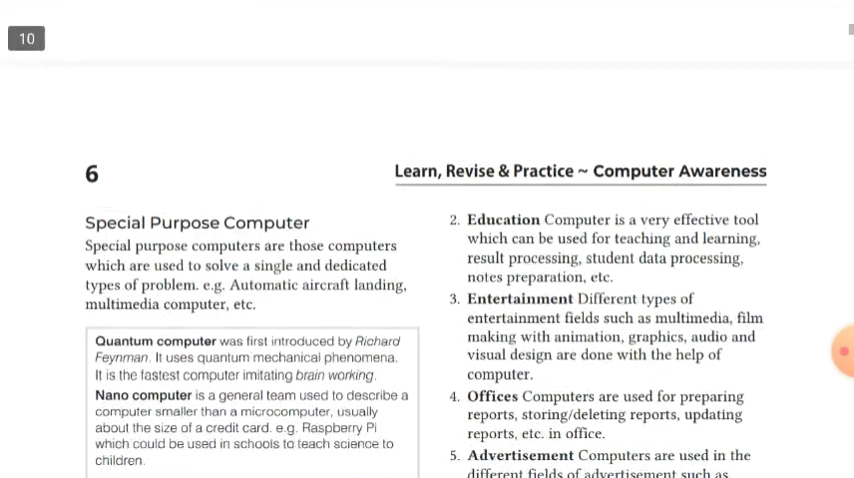 10
6
Learn, Revise & Practice ~ Computer Awareness
Special Purpose Computer
Special purpose computers are those computers
which are used to solve a single and dedicated
types of problem. e.g. Automatic aircraft landing,
multimedia computer, etc.
Quantum computer was first introduced by Richard
Feynman. It uses quantum mechanical phenomena.
It is the fastest computer imitating brain working.
Nano computer is a general team used to describe a
computer smaller than a microcomputer, usually
about the size of a credit card. e.g. Raspberry Pi
which could be used in schools to teach science to
children.
2. Education Computer is a very effective tool
which can be used for teaching and learning,
result processing, student data processing,
notes preparation, etc.
3. Entertainment Different types of
entertainment fields such as multimedia, film
making with animation, graphics, audio and
visual design are done with the help of
computer.
4. Offices Computers are used for preparing
reports, storing/deleting reports, updating
reports, etc. in office.
5. Advertisement Computers are used in the
different fields of advertisement such as